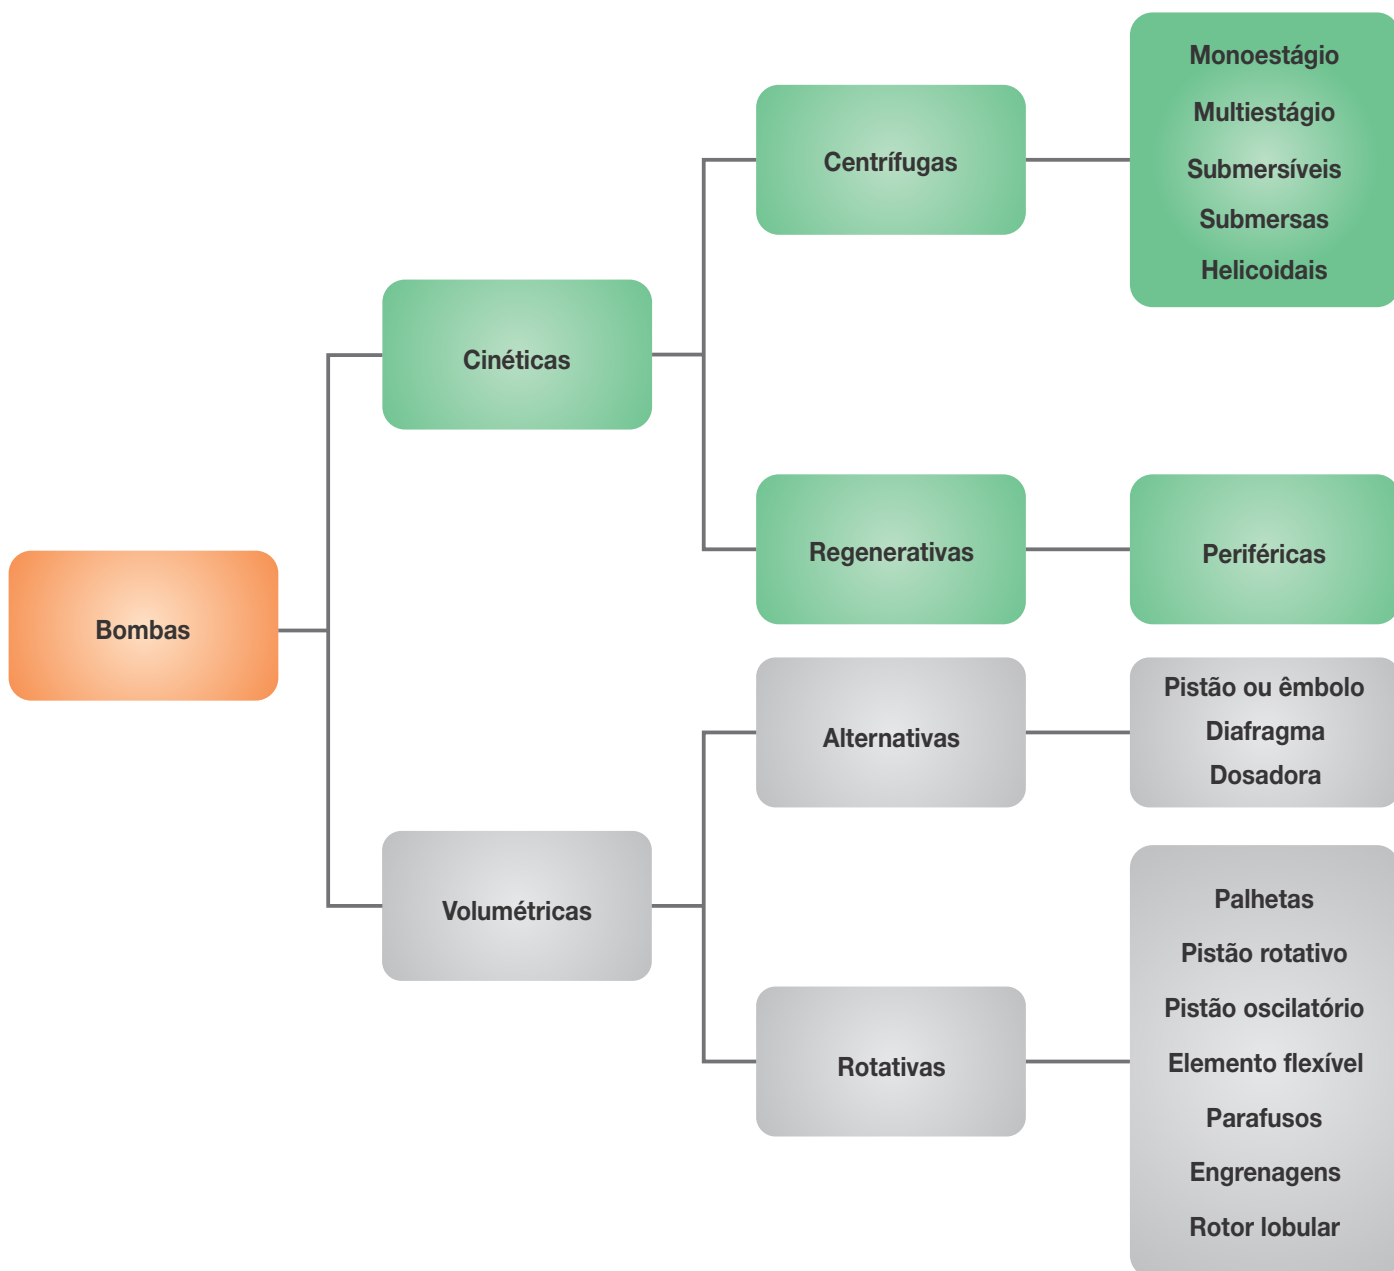 Bombas
Cinéticas
Centrífugas
Monoestágio
Multiestágio
Submersíveis
Submersas
Helicoidais
Regenerativas
Periféricas
Volumétricas
Alternativas
Pistão ou êmbolo
Diafragma
Dosadora
Rotativas
Palhetas
Pistão rotativo
Pistão oscilatório
Elemento flexível
Parafusos
Engrenagens
Rotor lobular